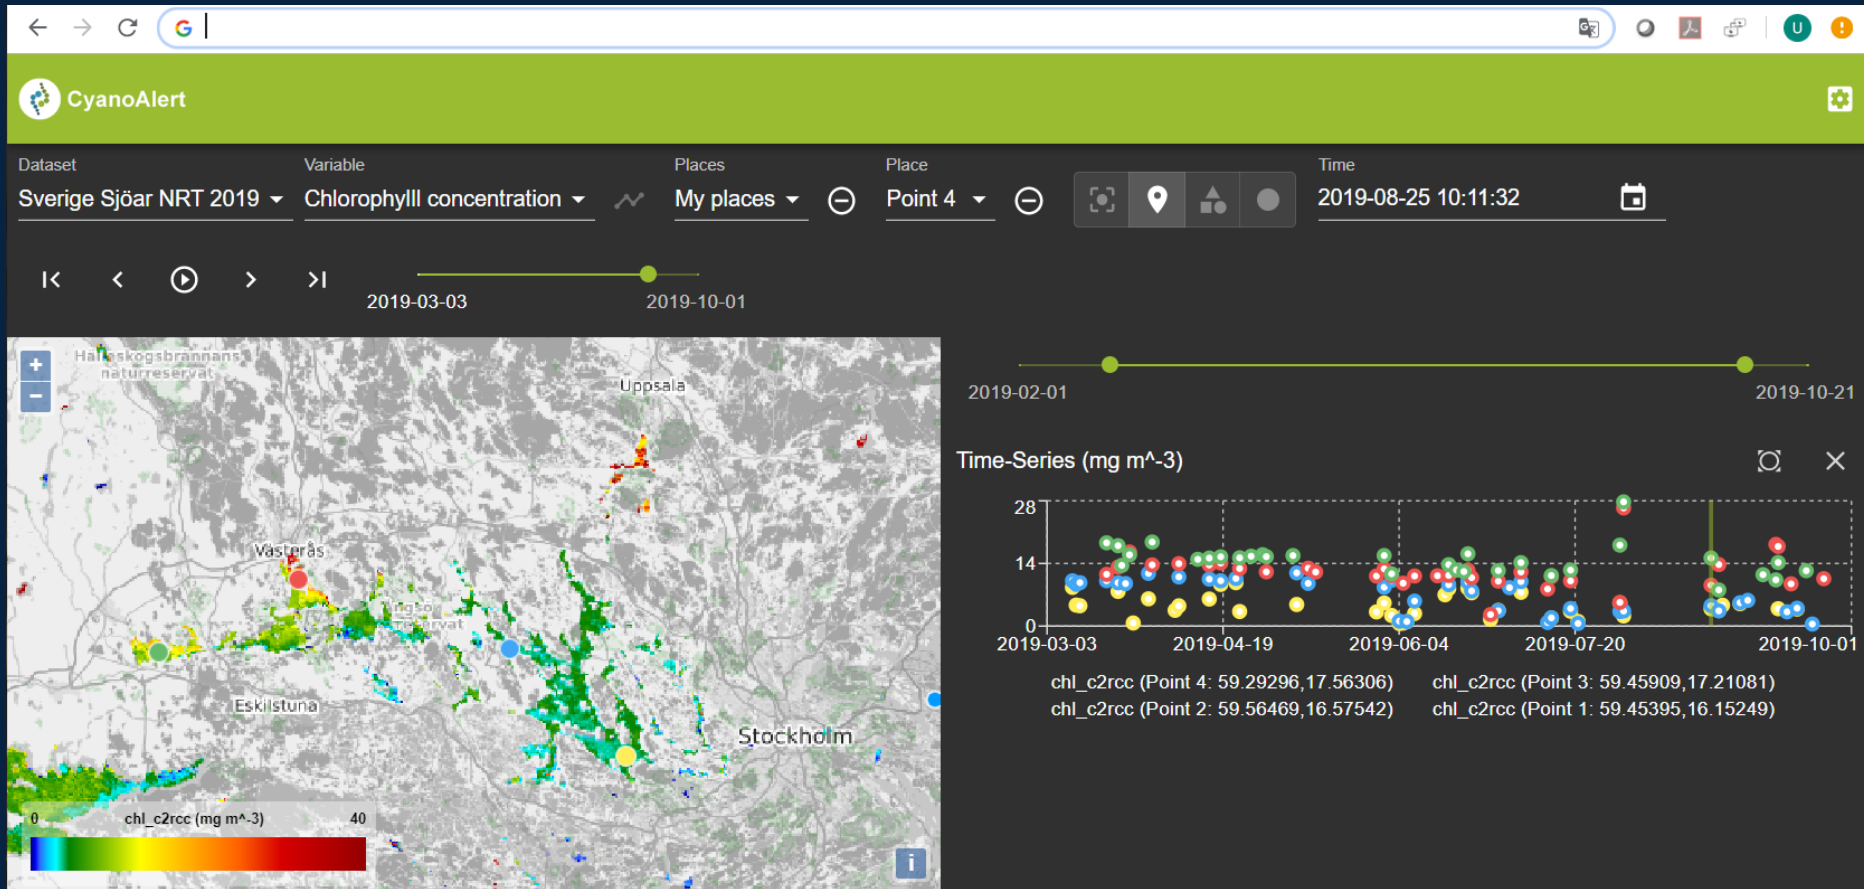 U
CyanoAlert
Dataset
Variable
Places
Place
Time
Sverige Sjöar NRT 2019
Chlorophylll concentration
My places
Point 4
2019-08-25 10:11:32
2019-03-03
2019-10-01
2019-02-01
2019-10-21
Time-Series (mg m^-3)
28
14
0
2019-03-03
2019-04-19
2019-06-04
2019-07-20
2019-10-01
chl_c2rcc (Point 4: 59.29296,17.56306)
chl_c2rcc (Point 3: 59.45909,17.21081)
chl_c2rcc (Point 2: 59.56469,16.57542)
chl_c2rcc (Point 1: 59.45395,16.15249)
+
−
naturreservat
Uppsala
Västerås
Eskilstuna
Stockholm
0
chl_c2rcc (mg m^-3)
40
i